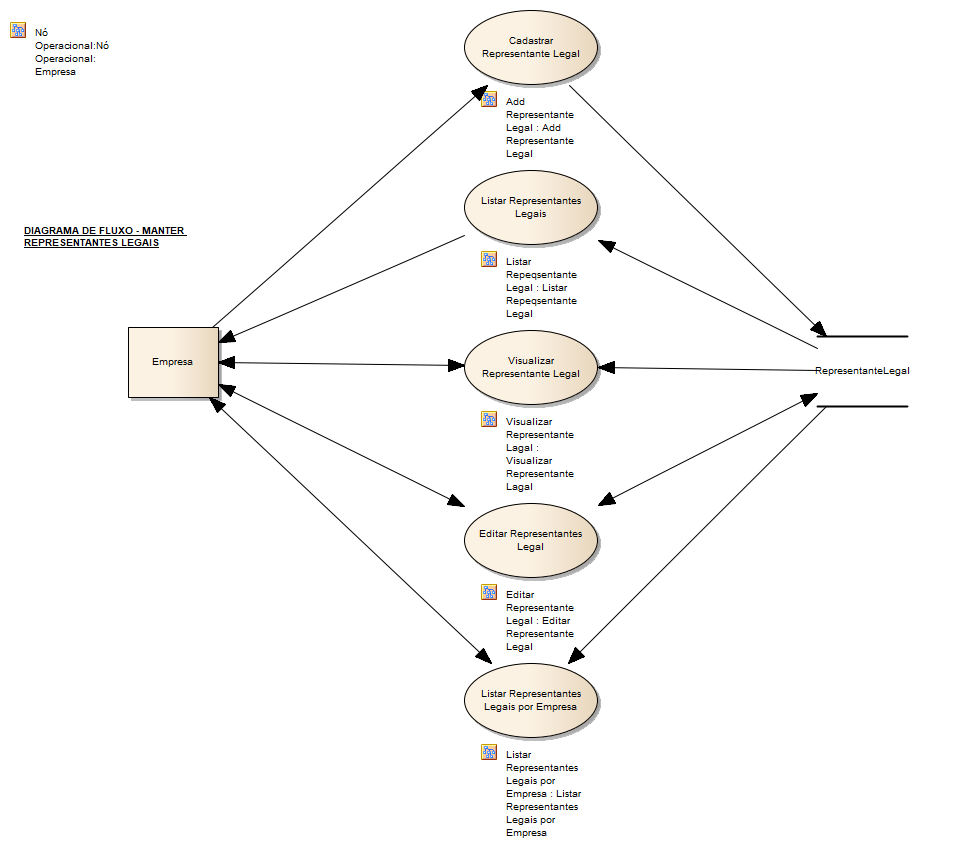 Nó
Operacional:Nó
Operacional:
Empresa
Cadastrar
Representante Legal
Add
Representante
Legal : Add
Representante
Legal
Listar Representantes
Legais
DIAGRAMA DE FLUXO - MANTER
REPRESENTANTES LEGAIS
Listar
Repeqsentante
Legal : Listar
Repeqsentante
Legal
Empresa
Visualizar
Representante Legal
RepresentanteLegal
Visualizar
Representante
Lagal :
Visualizar
Representante
Lagal
Editar Representantes
Legal
Editar
Representante
Legal : Editar
Representante
Legal
Listar Representantes
Legais por Empresa
Listar
Representantes
Legais por
Empresa : Listar
Representantes
Legais por
Empresa